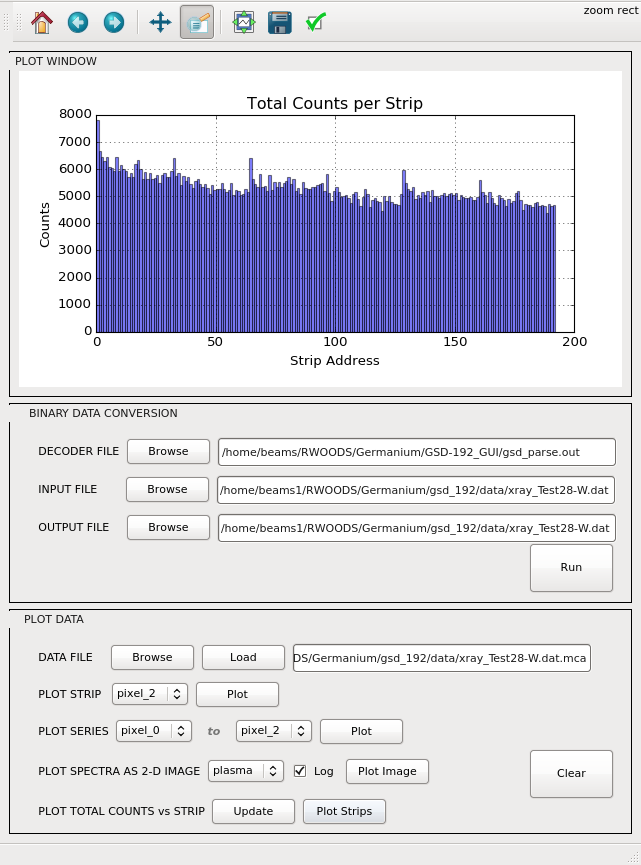 zoom rect
PLOT WINDOW
Total Counts per Strip
8000
7000
6000
5000
4000
3000
2000
1000
0
Counts
0 50 100 150 200
Strip Address
BINARY DATA CONVERSION
DECODER FILE Browse /home/beams/RWOODS/Germanium/GSD-192_GUI/gsd_parse.out
INPUT FILE Browse /home/beams1/RWOODS/Germanium/gsd_192/data/xray_Test28-W.dat
OUTPUT FILE Browse /home/beams1/RWOODS/Germanium/gsd_192/data/xray_Test28-W.dat
Run
PLOT DATA
DATA FILE Browse Load DS/Germanium/gsd_192/data/xray_Test28-W.dat.mca
PLOT STRIP pixel_2 Plot
PLOT SERIES pixel_0 to pixel_2 Plot
PLOT SPECTRA AS 2-D IMAGE plasma Log Plot Image Clear
PLOT TOTAL COUNTS vs STRIP Update Plot Strips